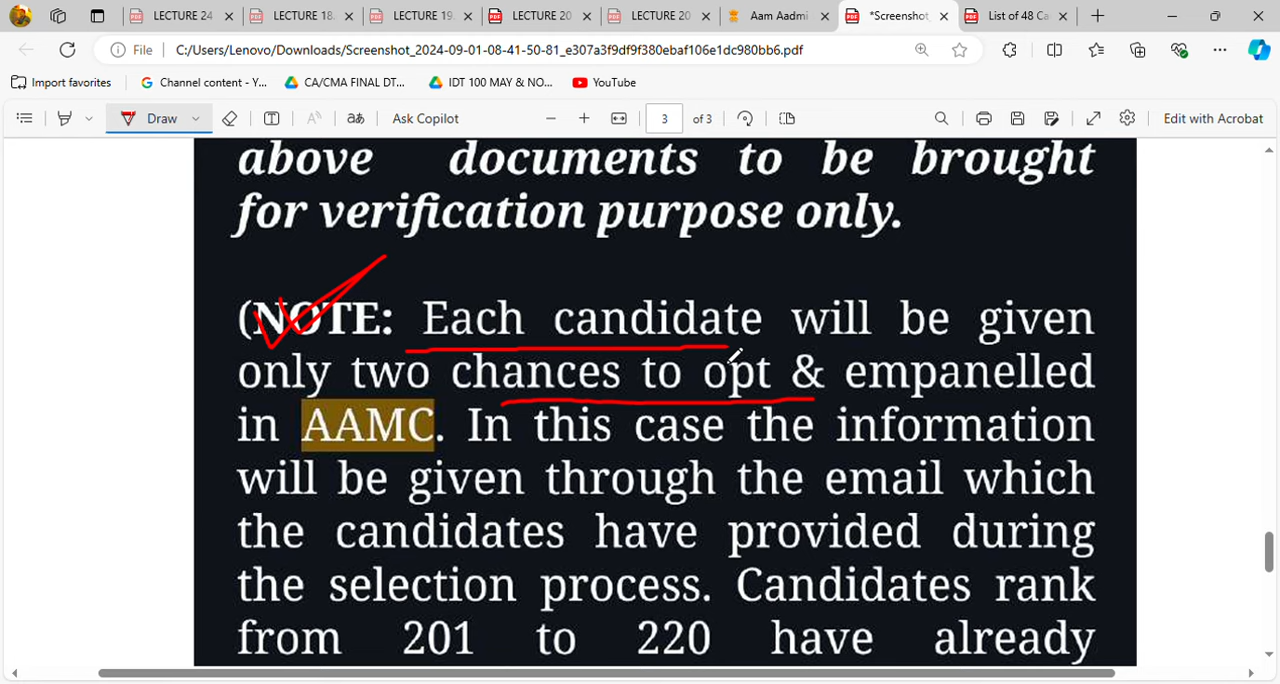 LECTURE 24
LECTURE 18.
LECTURE 19.
LECTURE 20
LECTURE 20
Aam Aadmi
*Screenshot_
List of 48 Ca
File
C:/Users/Lenovo/Downloads/Screenshot_2024-09-01-08-41-50-81_e307a3f9df9f380ebaf106e1dc980bb6.pdf
Import favorites
Channel content - Y...
CA/CMA FINAL DT...
IDT 100 MAY & NO...
YouTube
Draw
Ask Copilot
3
of 3
Edit with Acrobat
above documents to be brought
for verification purpose only.
(NOTE: Each candidate will be given
only two chances to opt & empanelled
in AAMC. In this case the information
will be given through the email which
the candidates have provided during
the selection process. Candidates rank
from 201 to 220 have already